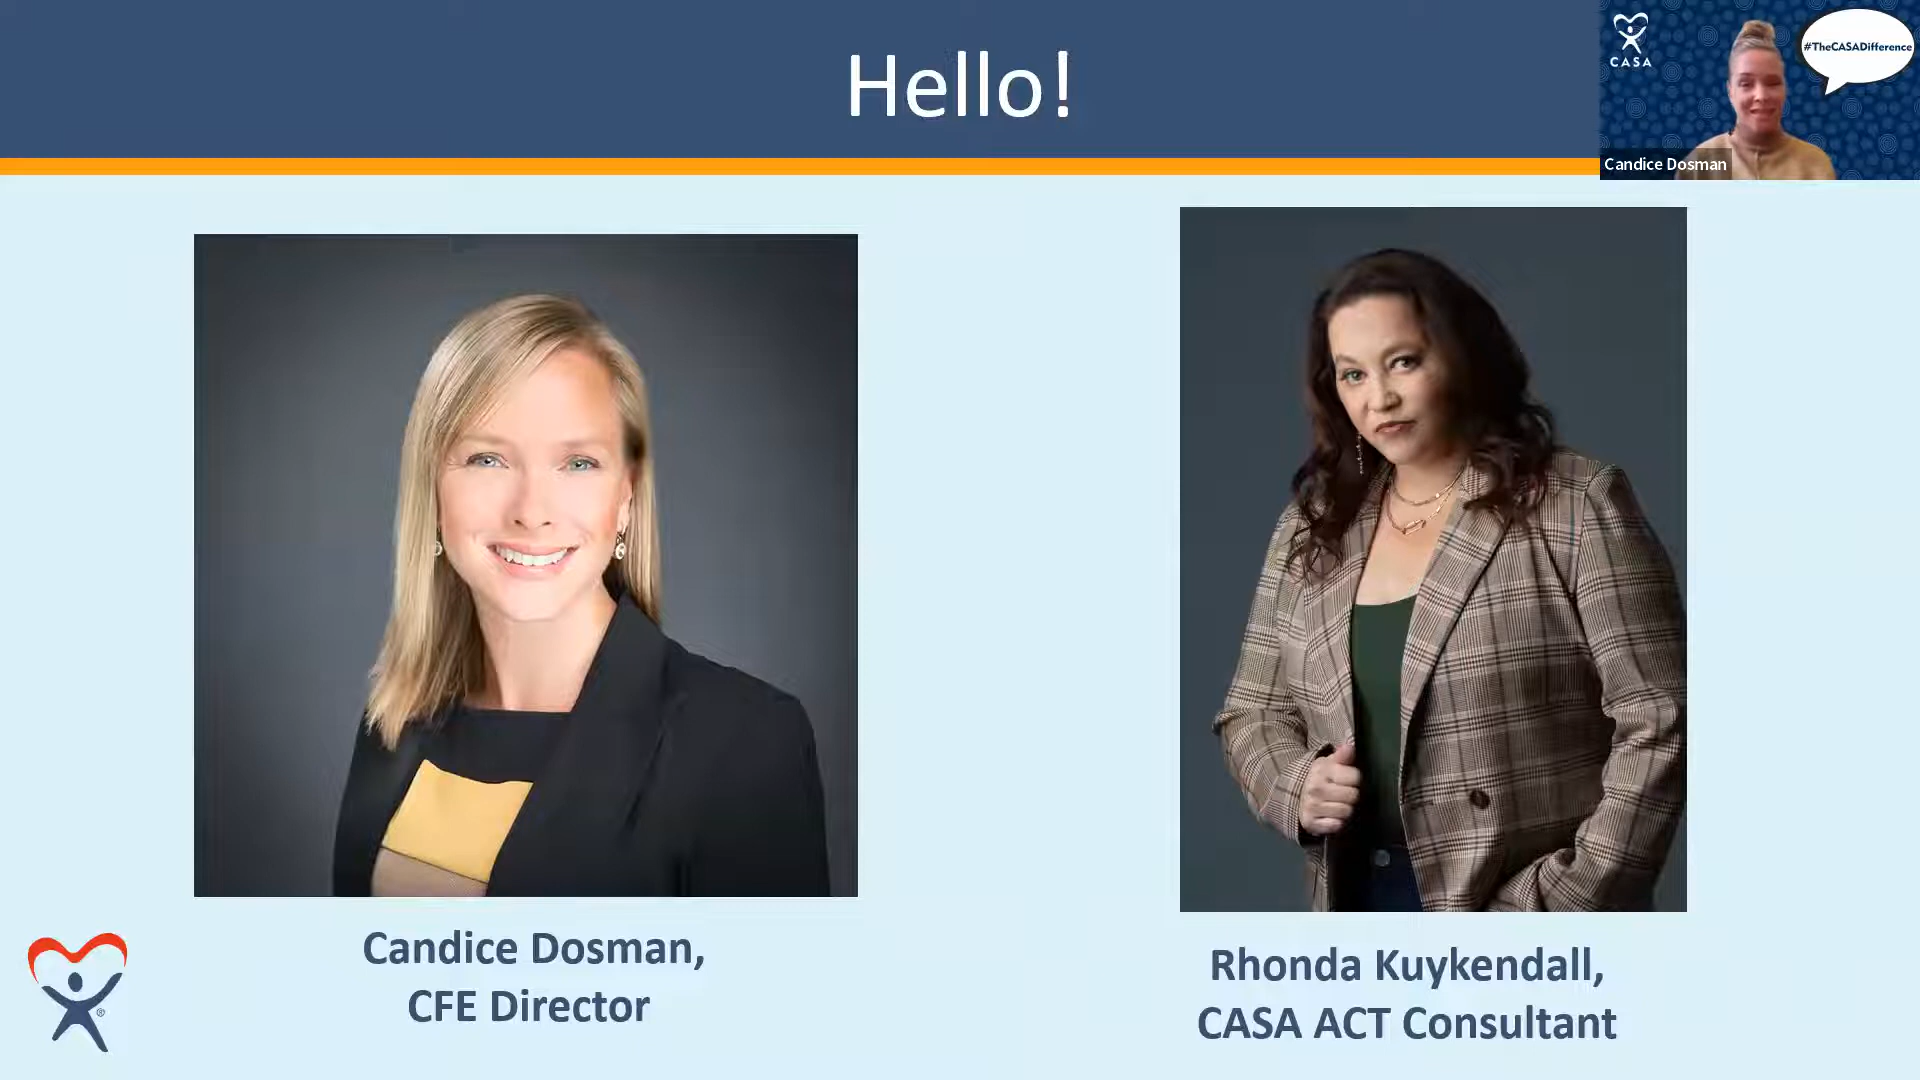 Hello!
CASA
#TheCASADifference
Candice Dosman
Candice Dosman,
CFE Director
Rhonda Kuykendall,
CASA ACT Consultant
®